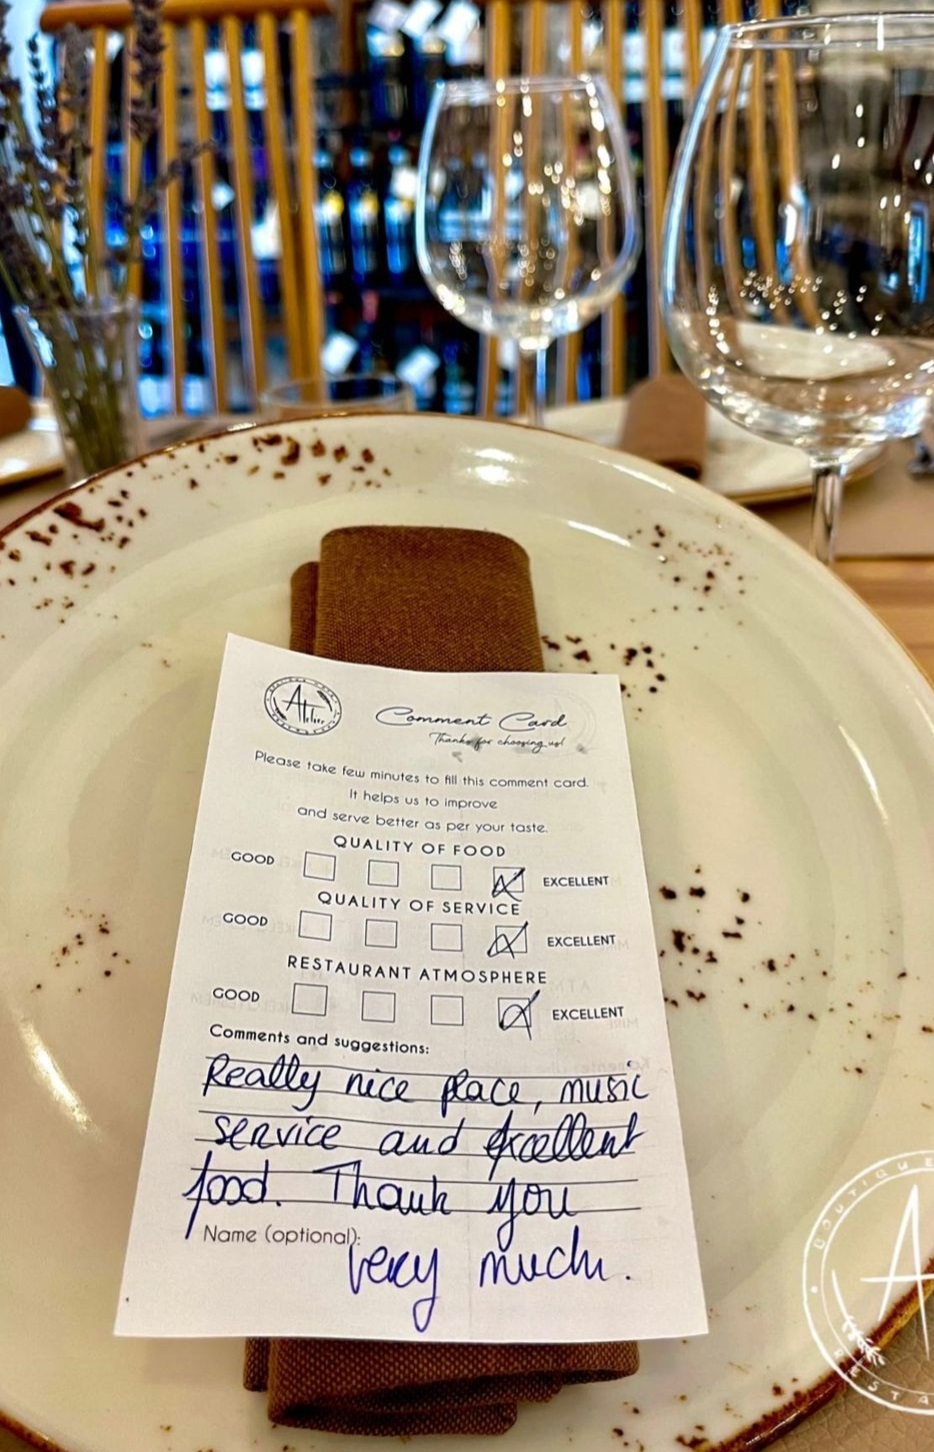 Atelier
Comment Card
Thanks for choosing us!
Please take few minutes to fill this comment card.
It helps us to improve
and serve better as per your taste.
QUALITY OF FOOD
GOOD EXCELLENT
QUALITY OF SERVICE
GOOD EXCELLENT
RESTAURANT ATMOSPHERE
GOOD EXCELLENT
Comments and suggestions:
Really nice place, music
service and excellent
food. Thank you
Name (optional):
very much.
BOUTIQUE
A
RESTA